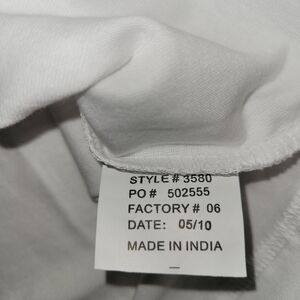 STYLE # 3580
PO # 502555
FACTORY # 06
DATE: 05/10
MADE IN INDIA